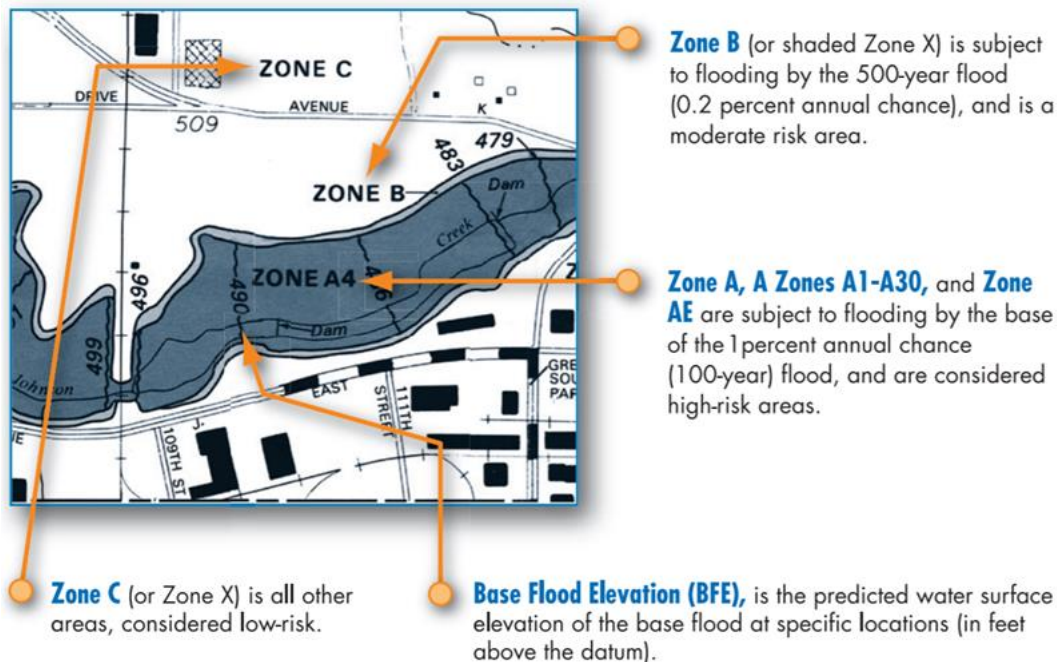 ZONE C
DRIVE
AVENUE
K
509
479
483
ZONE B
Dam
Creek
496
ZONE A4
490
Dam
499
Johnson
EAST
111TH
STREET
109TH ST
GRE
SOU
PAR
Zone B (or shaded Zone X) is subject
to flooding by the 500-year flood
(0.2 percent annual chance), and is a
moderate risk area.
Zone A, A Zones A1-A30, and Zone
AE are subject to flooding by the base
of the 1percent annual chance
(100-year) flood, and are considered
high-risk areas.
Zone C (or Zone X) is all other
areas, considered low-risk.
Base Flood Elevation (BFE), is the predicted water surface
elevation of the base flood at specific locations (in feet
above the datum).